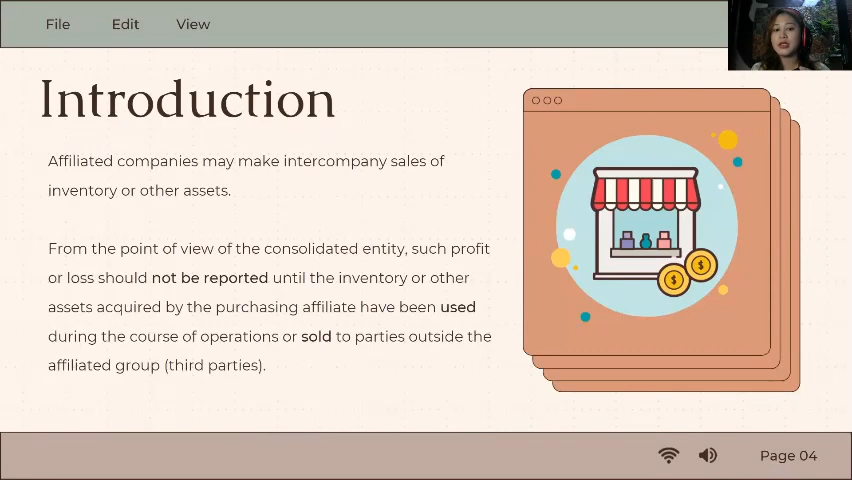 File Edit View
Introduction
Affiliated companies may make intercompany sales of
inventory or other assets.
From the point of view of the consolidated entity, such profit
or loss should not be reported until the inventory or other
assets acquired by the purchasing affiliate have been used
during the course of operations or sold to parties outside the
affiliated group (third parties).
$ $
Page 04